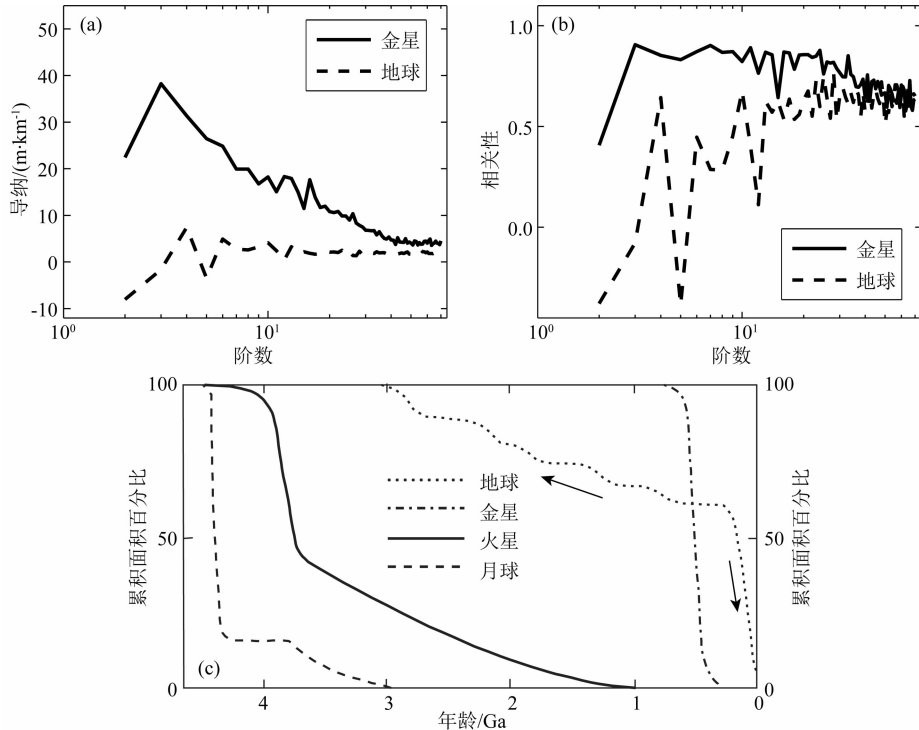 (a)
金星
地球
50
40
30
20
10
0
-10
导纳/(m·km⁻¹)
10⁰
10¹
阶数
(b)
1.0
0.5
0.0
相关性
金星
地球
10⁰
10¹
阶数
100
50
0
累积面积百分比
地球
金星
火星
月球
(c)
100
50
0
累积面积百分比
4
3
2
1
0
年龄/Ga